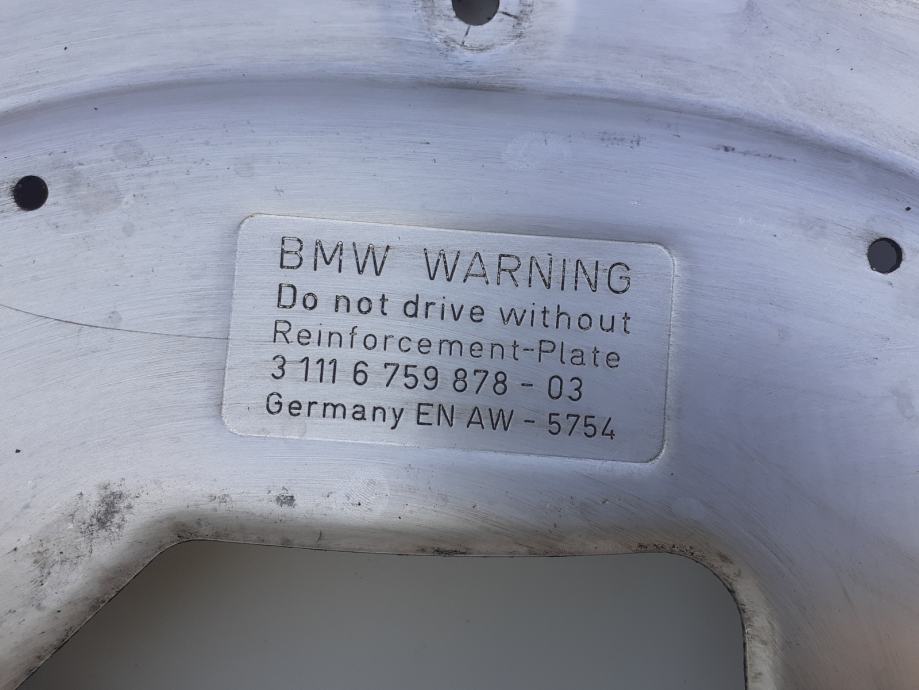 BMW WARNING
Do not drive without
Reinforcement-Plate
3 111 6 759 878 - 03
Germany EN AW - 5754